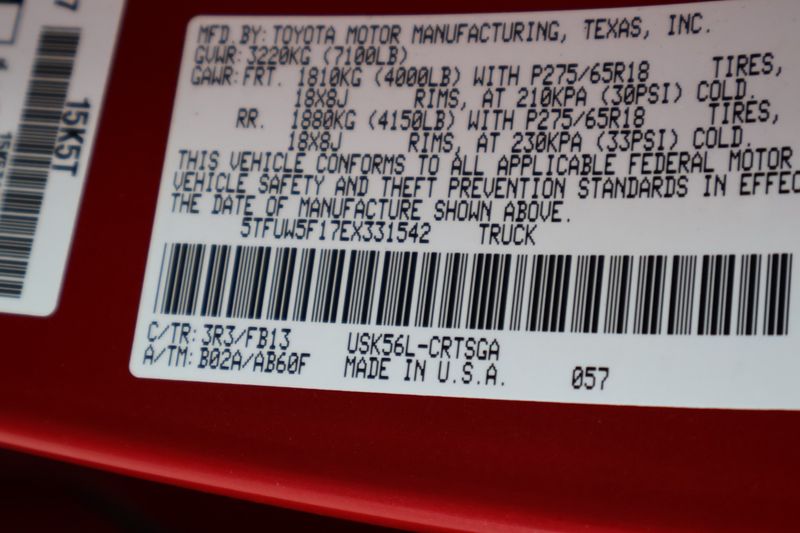 MFD. BY: TOYOTA MOTOR MANUFACTURING, TEXAS, INC.
GVWR: 3220KG (7100LB)
GAWR: FRT. 1810KG (4000LB) WITH P275/65R18 TIRES,
18X8J RIMS, AT 210KPA (30PSI) COLD.
RR. 1880KG (4150LB) WITH P275/65R18 TIRES,
18X8J RIMS, AT 230KPA (33PSI) COLD.
THIS VEHICLE CONFORMS TO ALL APPLICABLE FEDERAL MOTOR
VEHICLE SAFETY AND THEFT PREVENTION STANDARDS IN EFFEC
THE DATE OF MANUFACTURE SHOWN ABOVE.
5TFUW5F17EX331542 TRUCK
C/TR: 3R3/FB13 USK56L-CRTSGA
A/TM: B02A/AB60F MADE IN U.S.A. 057
15K5T